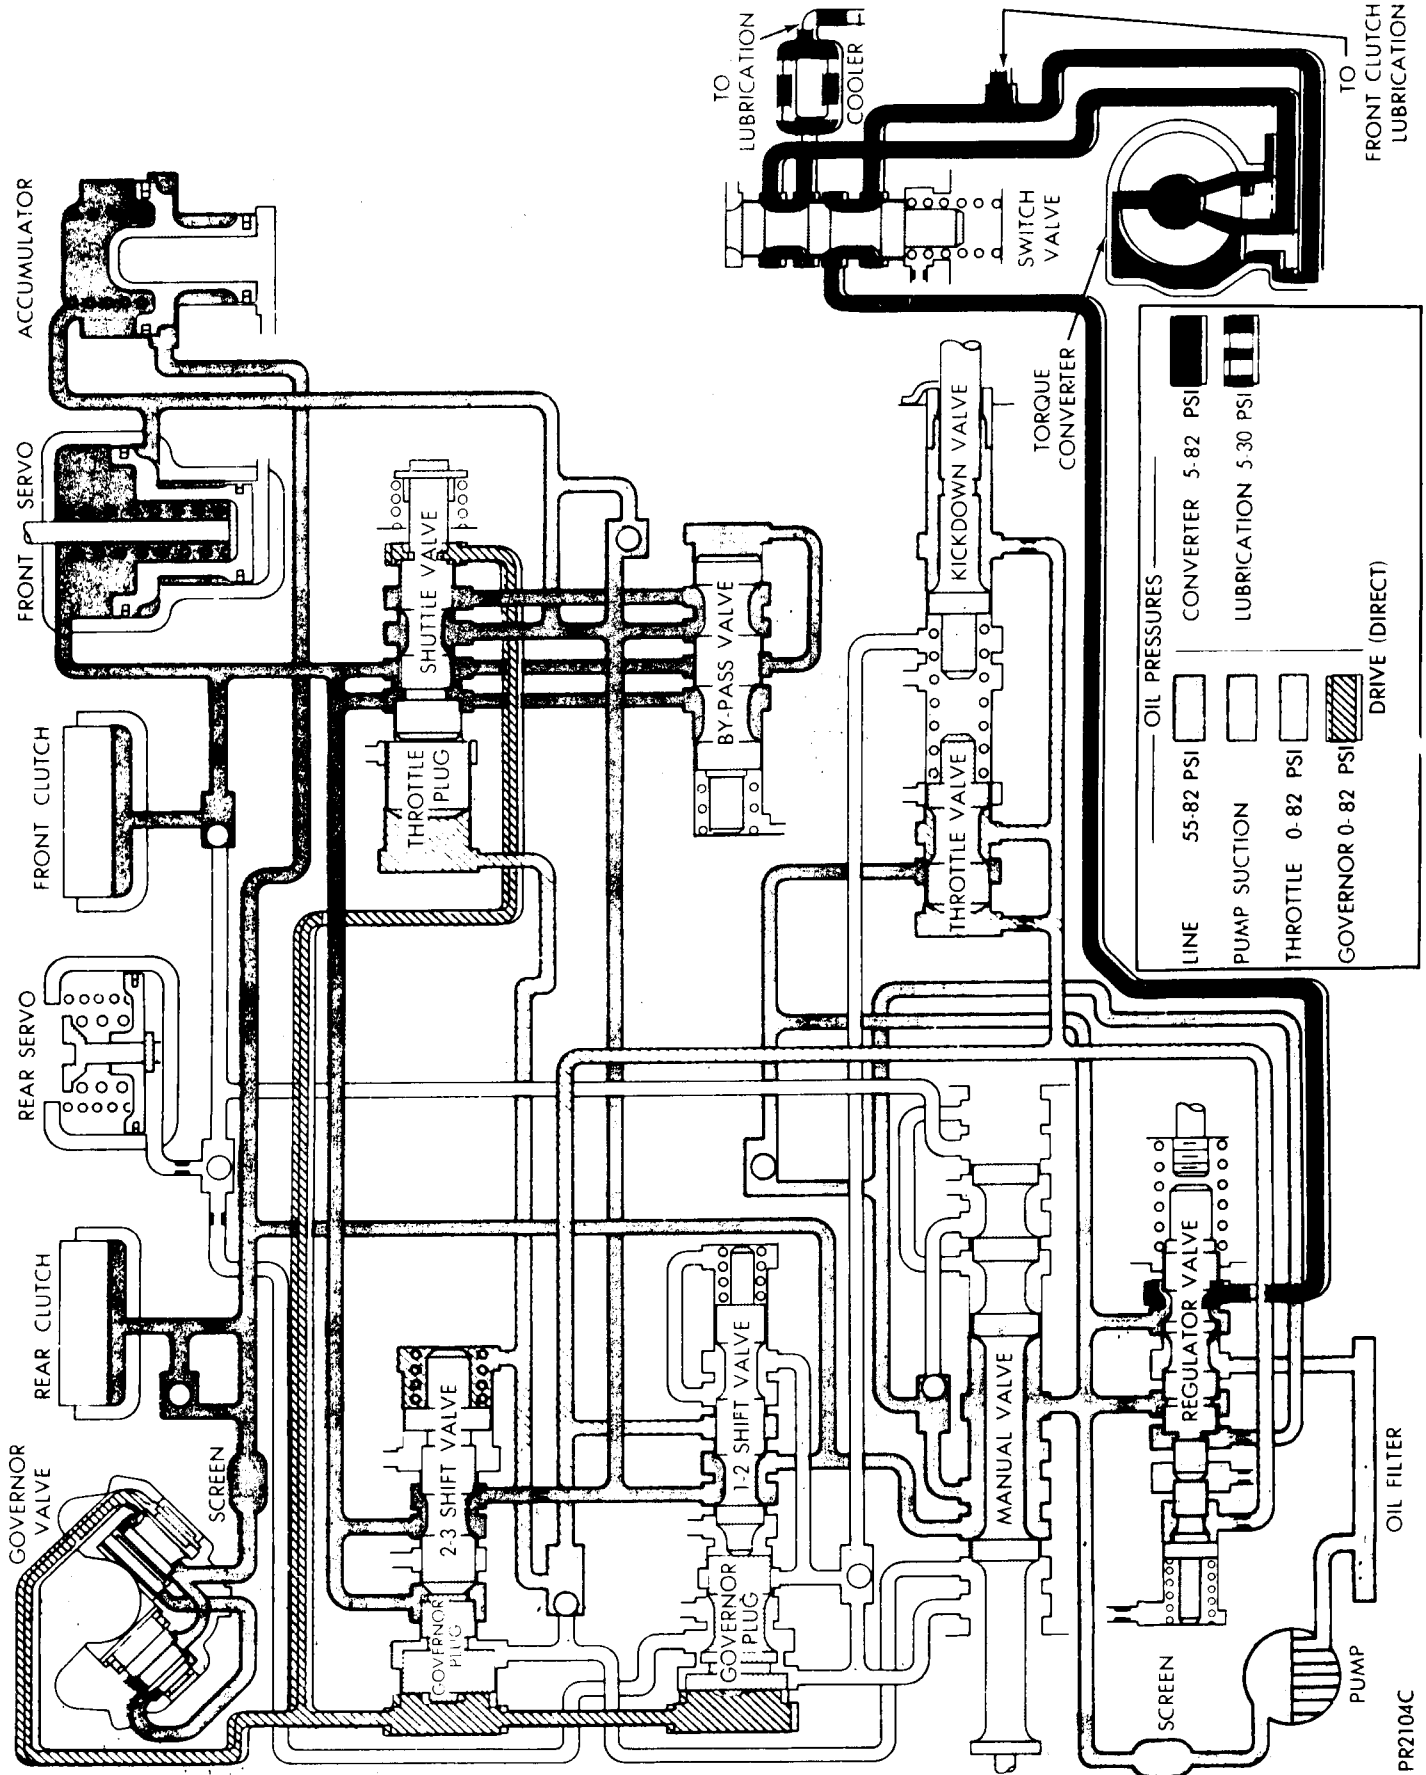 GOVERNOR
VALVE
REAR CLUTCH
REAR SERVO
FRONT CLUTCH
FRONT SERVO
ACCUMULATOR
SCREEN
2-3 SHIFT VALVE
GOVERNOR
PLUG
THROTTLE
PLUG
SHUTTLE VALVE
1-2 SHIFT VALVE
GOVERNOR
PLUG
BY-PASS VALVE
TO
LUBRICATION
COOLER
MANUAL VALVE
THROTTLE VALVE
KICKDOWN VALVE
SWITCH
VALVE
TORQUE
CONVERTER
TO
FRONT CLUTCH
LUBRICATION
REGULATOR VALVE
SCREEN
PUMP
OIL FILTER
OIL PRESSURES
LINE 55-82 PSI
CONVERTER 5-82 PSI
PUMP SUCTION
LUBRICATION 5-30 PSI
THROTTLE 0-82 PSI
GOVERNOR 0-82 PSI
DRIVE (DIRECT)
PR2104C